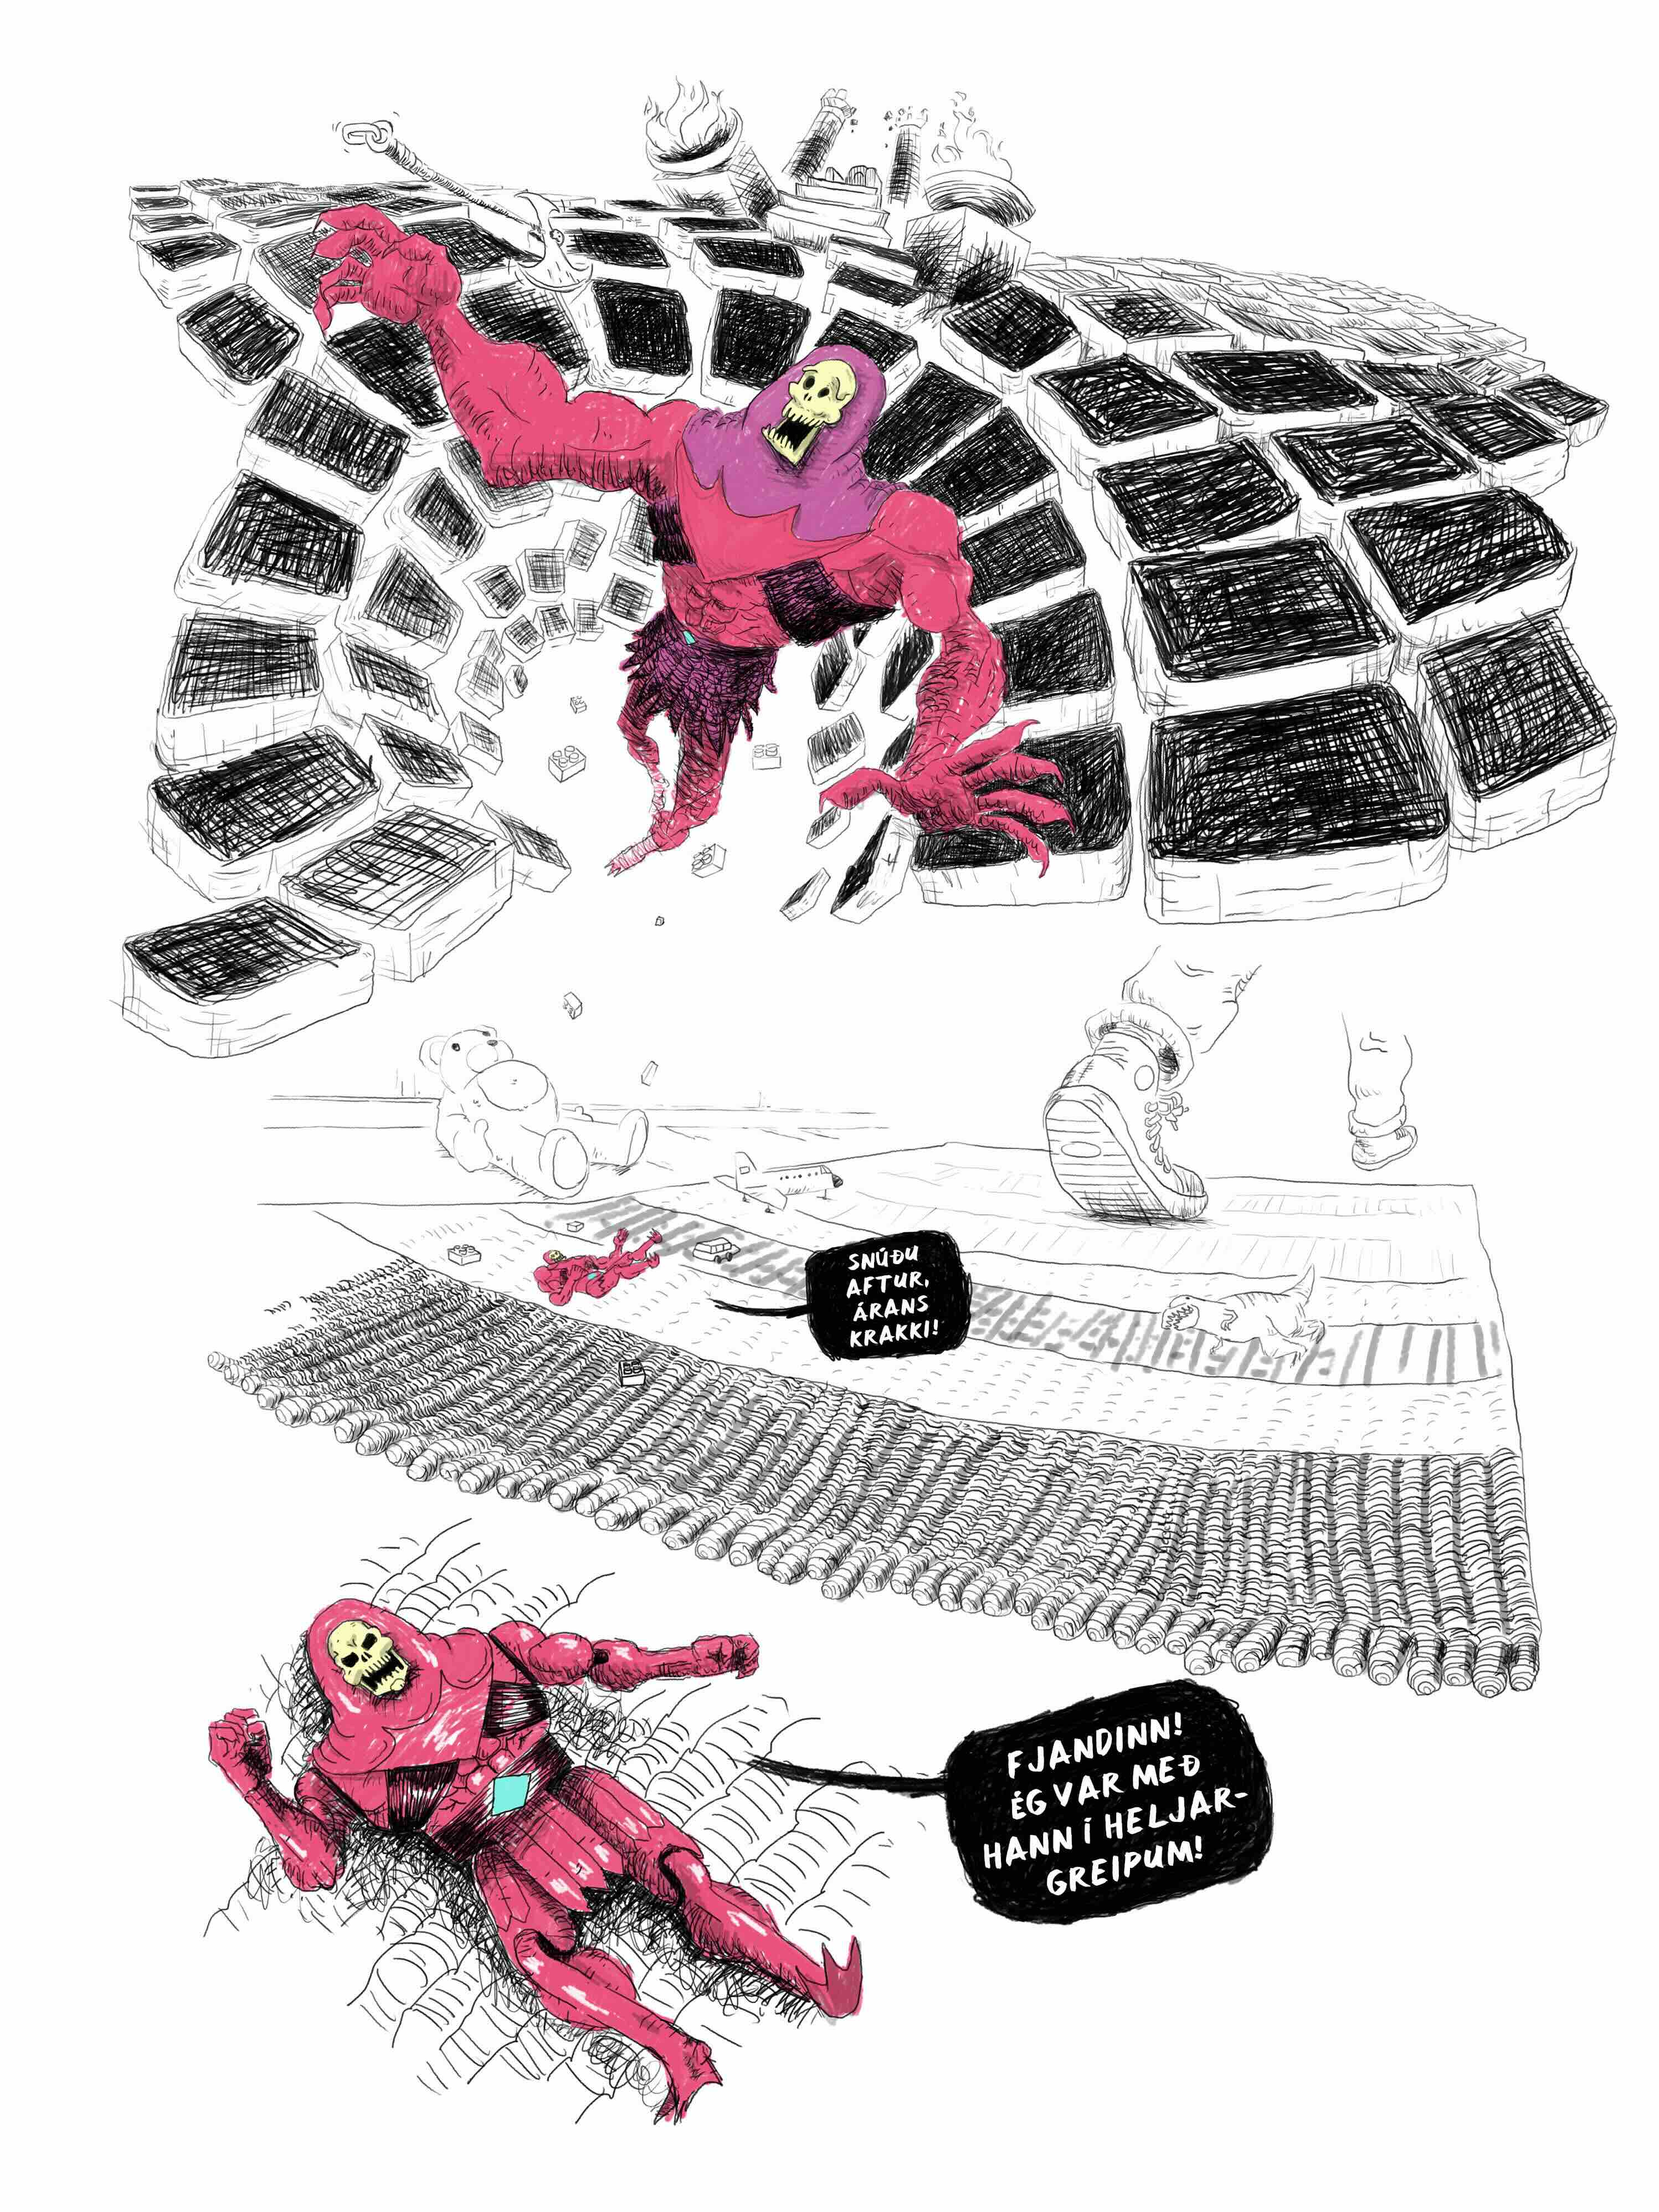 SNÚÐU
AFTUR,
ÁRANS
KRAKKI!
FJANDINN!
ÉG VAR MEÐ
HANN Í HELJAR-
GREIPUM!